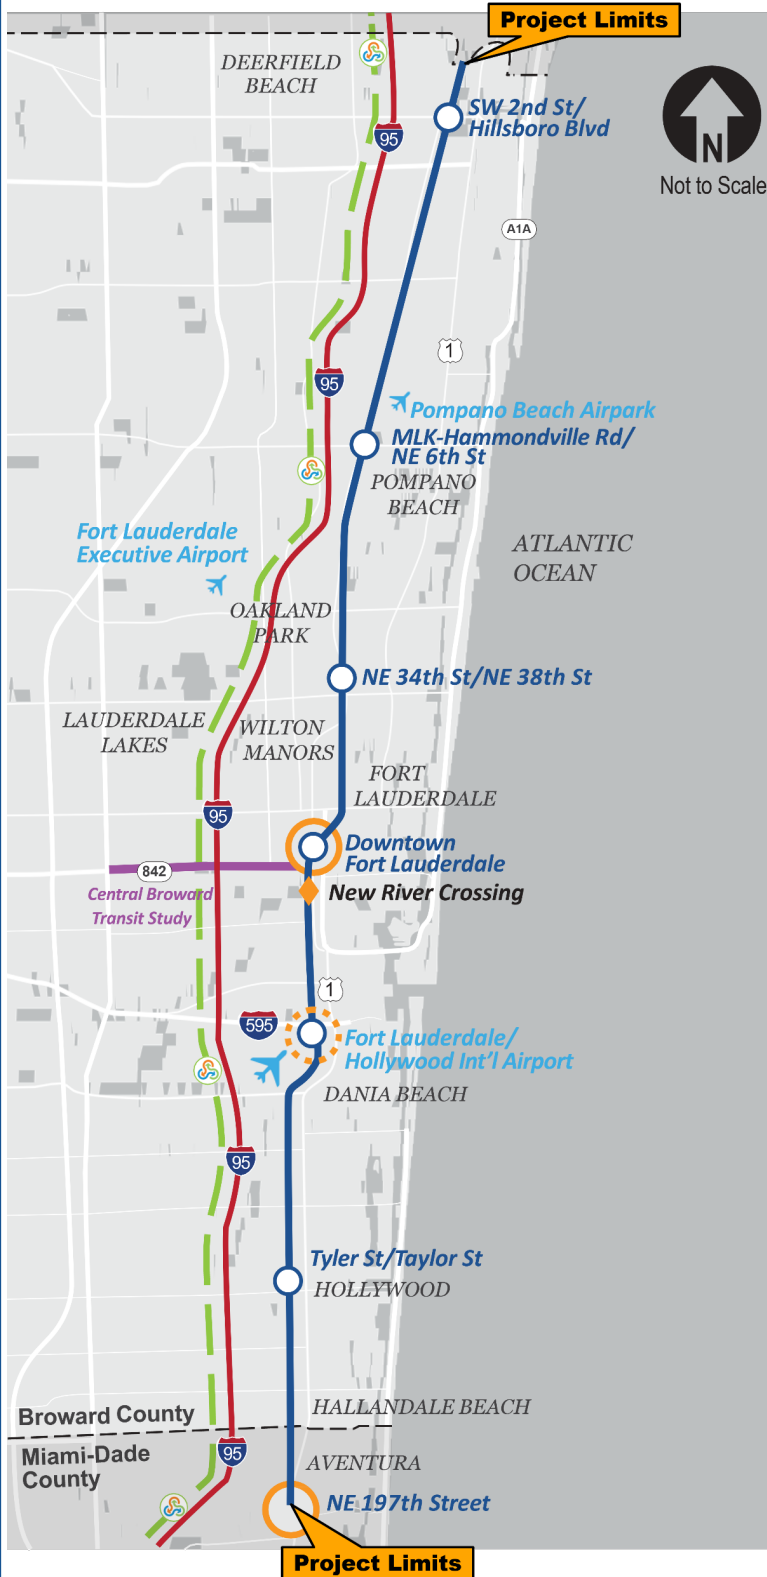 Project Limits
DEERFIELD
BEACH
SW 2nd St/
Hillsboro Blvd
95
N
Not to Scale
A1A
1
95
Pompano Beach Airpark
MLK-Hammondville Rd/
NE 6th St
POMPANO
BEACH
Fort Lauderdale
Executive Airport
ATLANTIC
OCEAN
OAKLAND
PARK
NE 34th St/NE 38th St
LAUDERDALE
LAKES
WILTON
MANORS
FORT
LAUDERDALE
95
Downtown
Fort Lauderdale
842
Central Broward
Transit Study
New River Crossing
1
595
Fort Lauderdale/
Hollywood Int'l Airport
DANIA BEACH
95
Tyler St/Taylor St
HOLLYWOOD
HALLANDALE BEACH
Broward County
Miami-Dade
County
95
AVENTURA
NE 197th Street
Project Limits